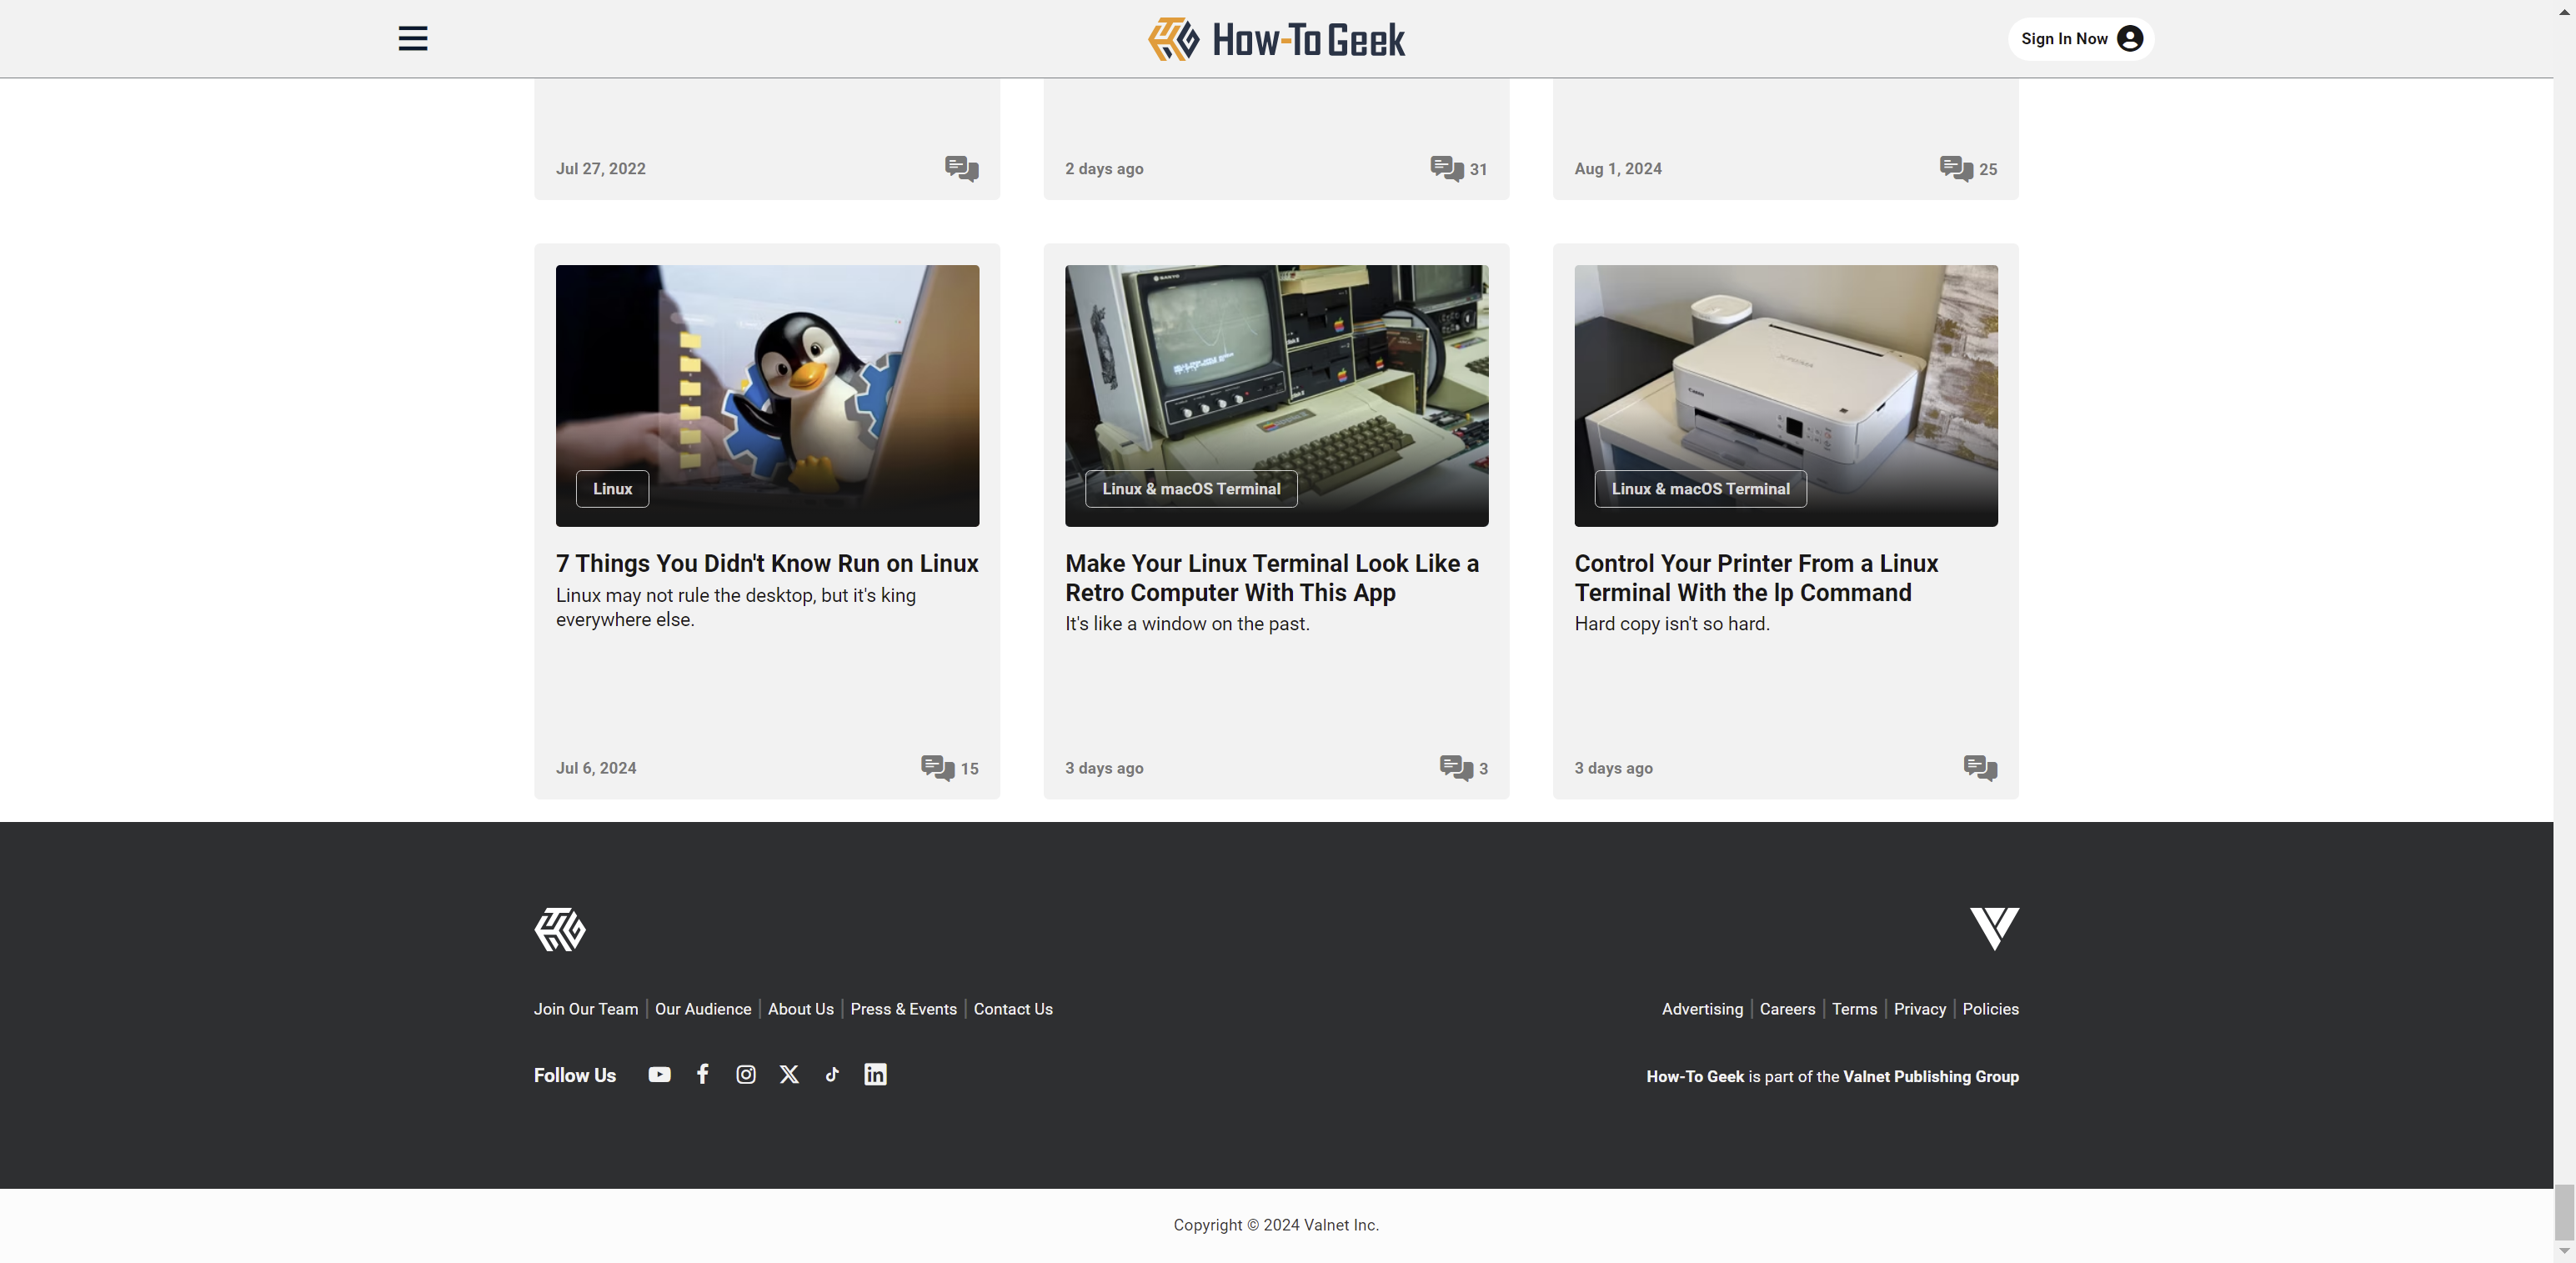 How-To Geek
Sign In Now
Jul 27, 2022
2 days ago
31
Aug 1, 2024
25
Linux
7 Things You Didn't Know Run on Linux
Linux may not rule the desktop, but it's king
everywhere else.
Jul 6, 2024
15
SANYO
Linux & macOS Terminal
Make Your Linux Terminal Look Like a
Retro Computer With This App
It's like a window on the past.
3 days ago
3
Canon
Linux & macOS Terminal
Control Your Printer From a Linux
Terminal With the lp Command
Hard copy isn't so hard.
3 days ago
Join Our Team | Our Audience | About Us | Press & Events | Contact Us
Advertising | Careers | Terms | Privacy | Policies
Follow Us
How-To Geek is part of the Valnet Publishing Group
Copyright © 2024 Valnet Inc.